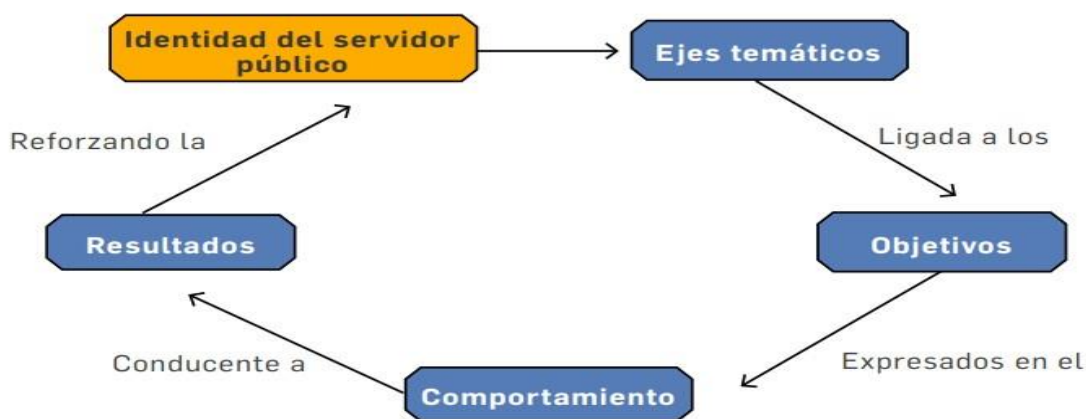 Identidad del servidor
público
Ejes temáticos
Reforzando la
Ligada a los
Resultados
Objetivos
Conducente a
Expresados en el
Comportamiento